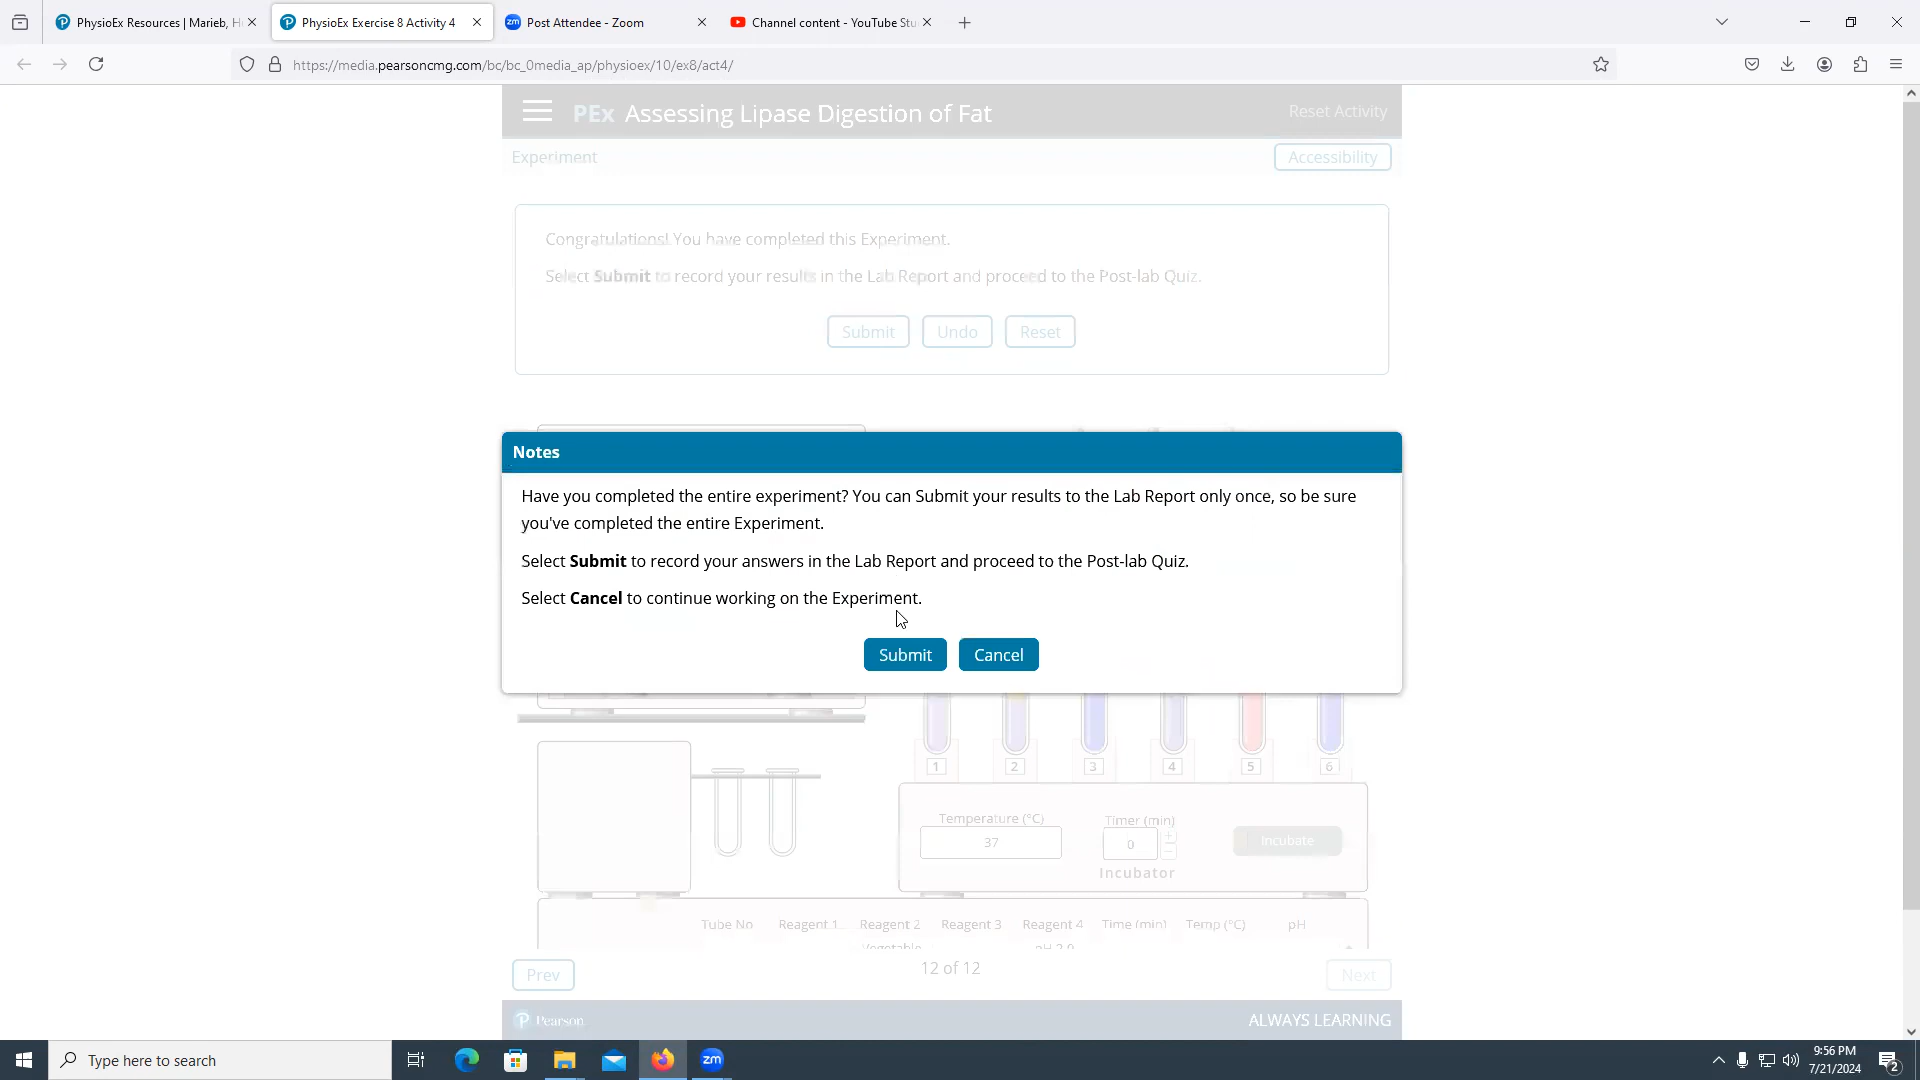 PhysioEx Resources | Marieb, H
PhysioEx Exercise 8 Activity 4
Post Attendee - Zoom
Channel content - YouTube Stu
https://media.pearsoncmg.com/bc/bc_0media_ap/physioex/10/ex8/act4/
PEx Assessing Lipase Digestion of Fat
Reset Activity
Experiment
Accessibility
Congratulations! You have completed this Experiment.
Select Submit to record your results in the Lab Report and proceed to the Post-lab Quiz.
Submit Undo Reset
Notes
Have you completed the entire experiment? You can Submit your results to the Lab Report only once, so be sure
you've completed the entire Experiment.
Select Submit to record your answers in the Lab Report and proceed to the Post-lab Quiz.
Select Cancel to continue working on the Experiment.
Submit Cancel
1 2 3 4 5 6
Temperature (°C)
Timer (min)
37
0
Incubate
Incubator
Tube No. Reagent 1 Reagent 2 Reagent 3 Reagent 4 Time (min) Temp (°C) pH
Vegetable pH 2.0
Prev
12 of 12
Next
Pearson
ALWAYS LEARNING
Type here to search
zm
9:56 PM
7/21/2024
2